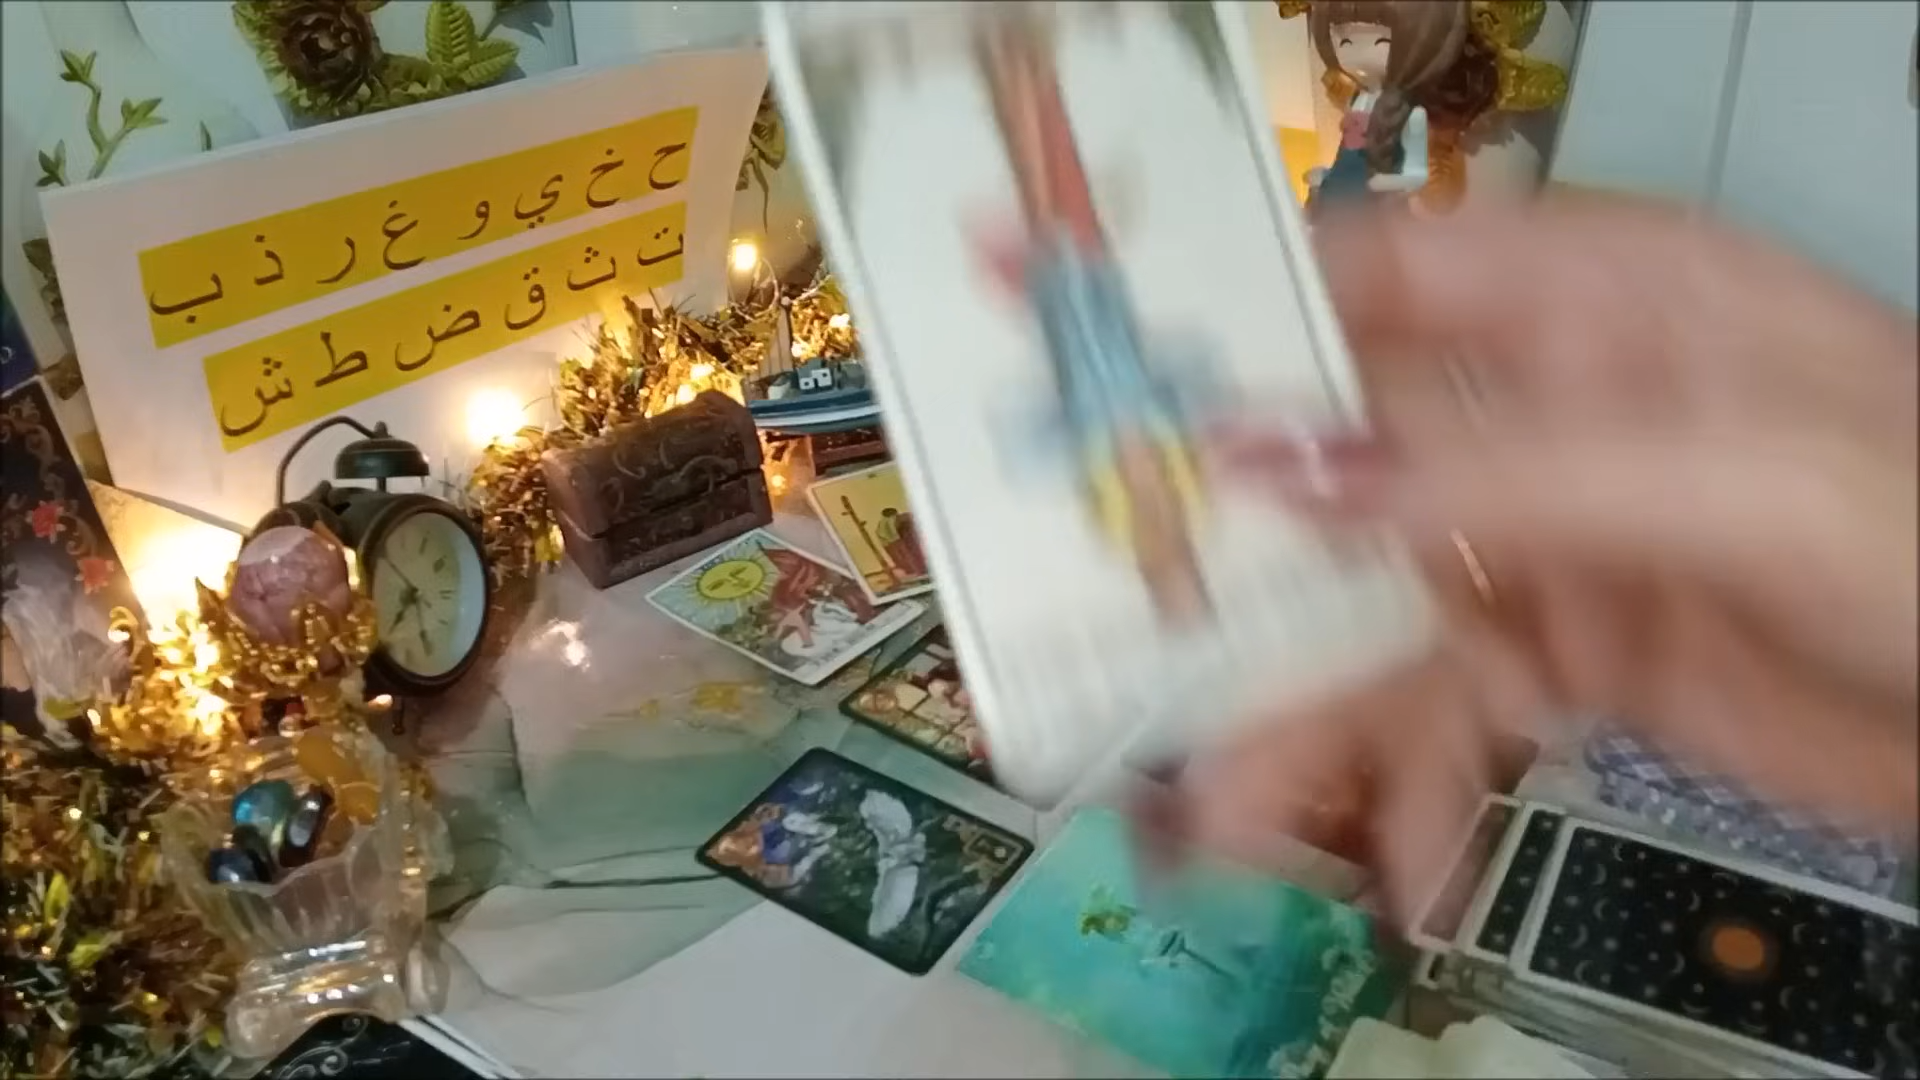 ح خ ي و غ ر ذ ب
ت ث ق ض ط ش